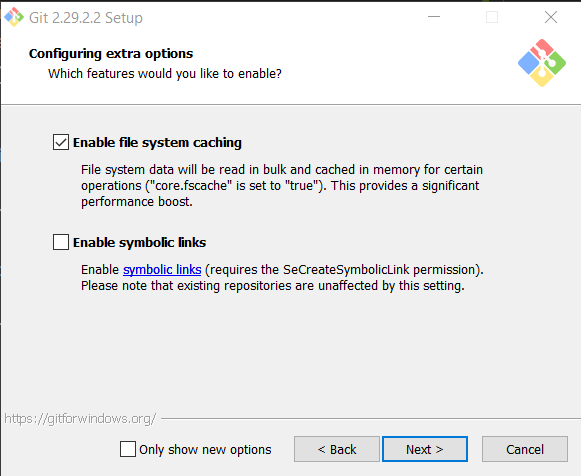 Git 2.29.2.2 Setup
Configuring extra options
Which features would you like to enable?
Enable file system caching
File system data will be read in bulk and cached in memory for certain
operations ("core.fscache" is set to "true"). This provides a significant
performance boost.
Enable symbolic links
Enable symbolic links (requires the SeCreateSymbolicLink permission).
Please note that existing repositories are unaffected by this setting.
https://gitforwindows.org/
Only show new options
< Back
Next >
Cancel